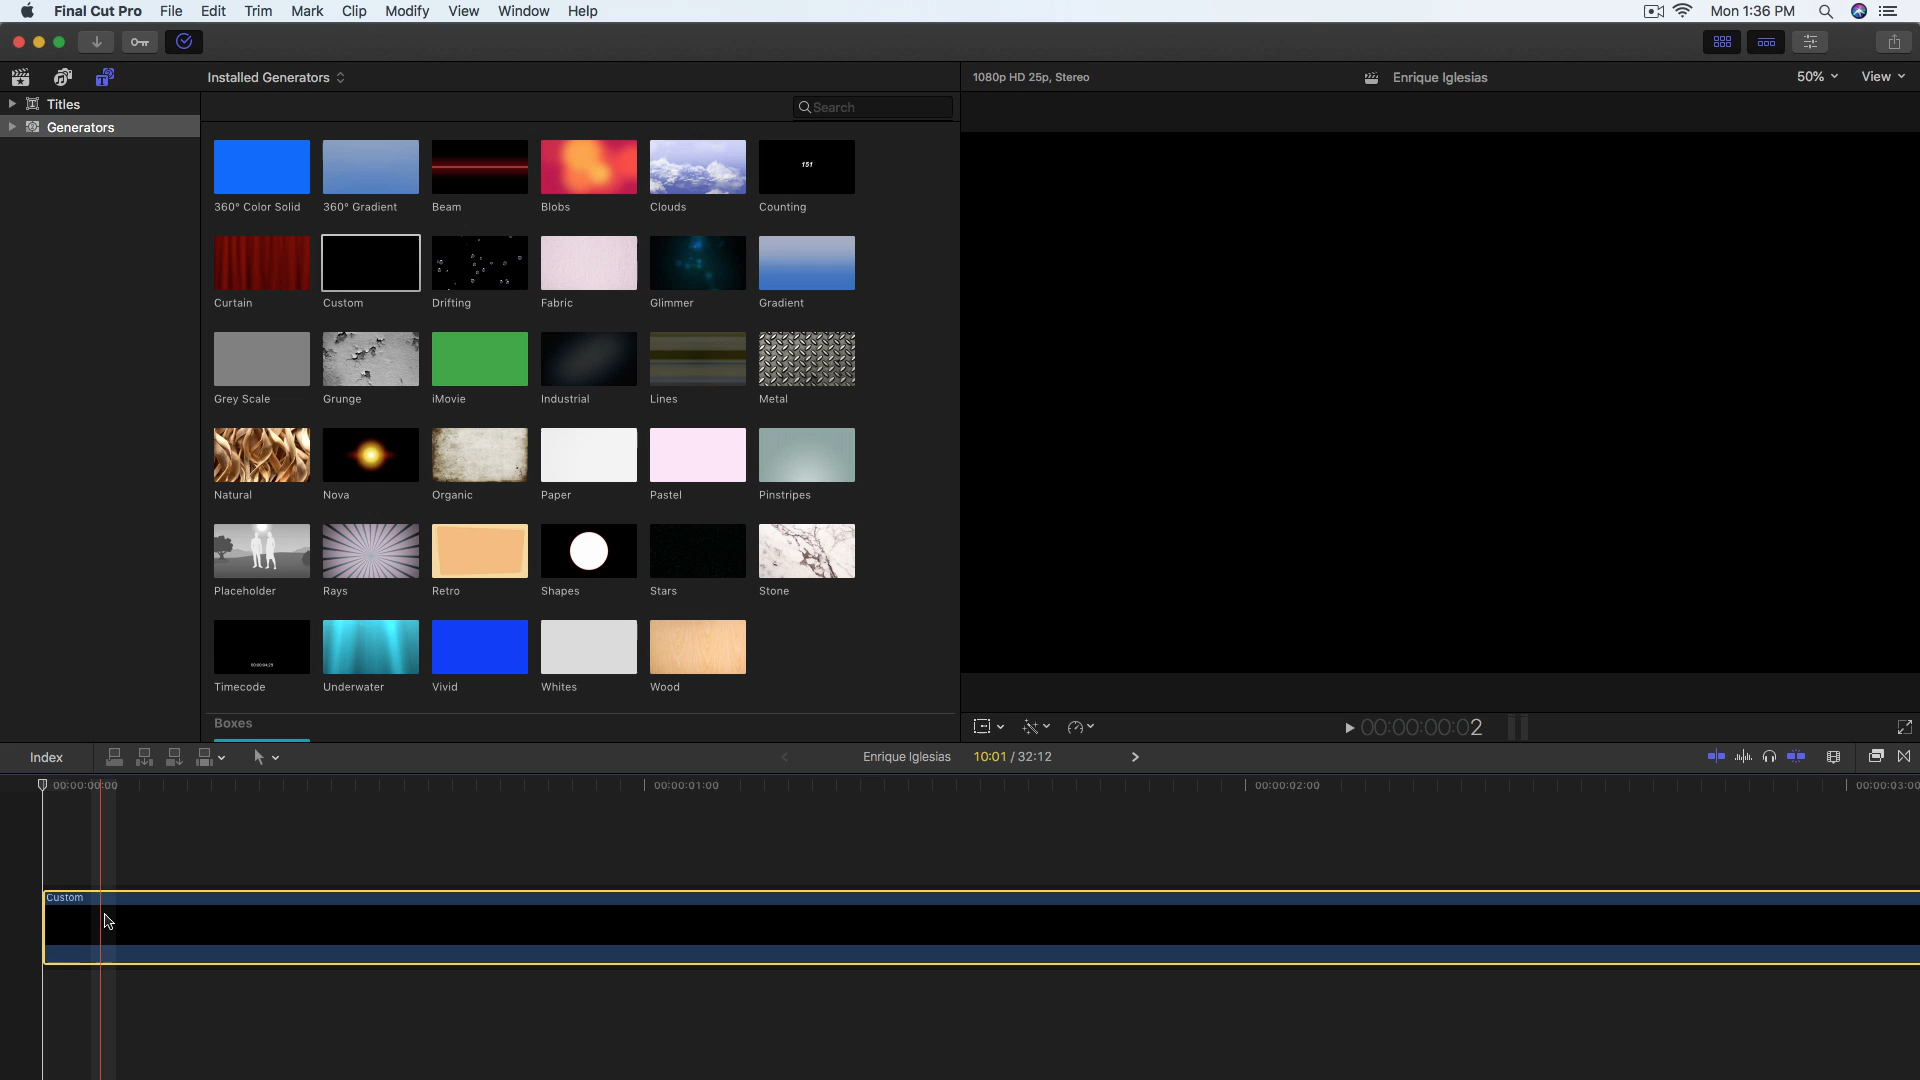 Final Cut Pro File Edit Trim Mark Clip Modify View Window Help Mon 1:36 PM
Installed Generators 1080p HD 25p, Stereo Enrique Iglesias 50% View
Titles
Search
Generators
151
360° Color Solid 360° Gradient Beam Blobs Clouds Counting
Curtain Custom Drifting Fabric Glimmer Gradient
Grey Scale Grunge iMovie Industrial Lines Metal
Natural Nova Organic Paper Pastel Pinstripes
Placeholder Rays Retro Shapes Stars Stone
Timecode Underwater Vivid Whites Wood
Boxes
00:00:00:02
Index Enrique Iglesias 10:01 / 32:12
00:00:00:00 00:00:01:00 00:00:02:00 00:00:03:00
Custom